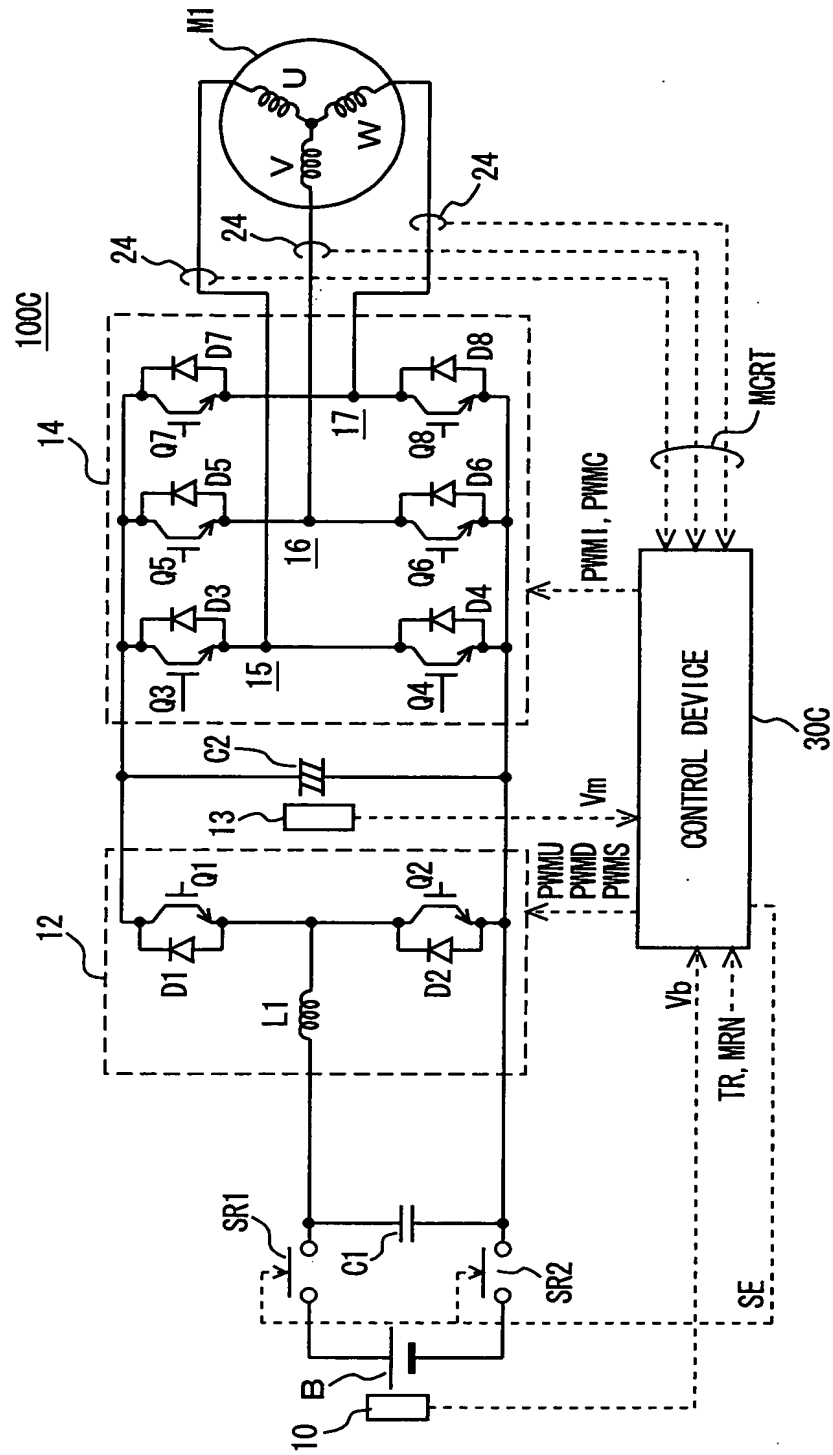 100C
12
14
M1
D1
Q1
D2
Q2
L1
13
C2
Q3
D3
Q5
D5
Q7
D7
15
16
17
Q4
D4
Q6
D6
Q8
D8
24
24
24
U
V
W
SR1
SR2
C1
B
10
SE
Vb
TR, MRN
PWMU
PWMD
PWMS
Vm
PWMI, PWMC
MCRT
CONTROL DEVICE
30C